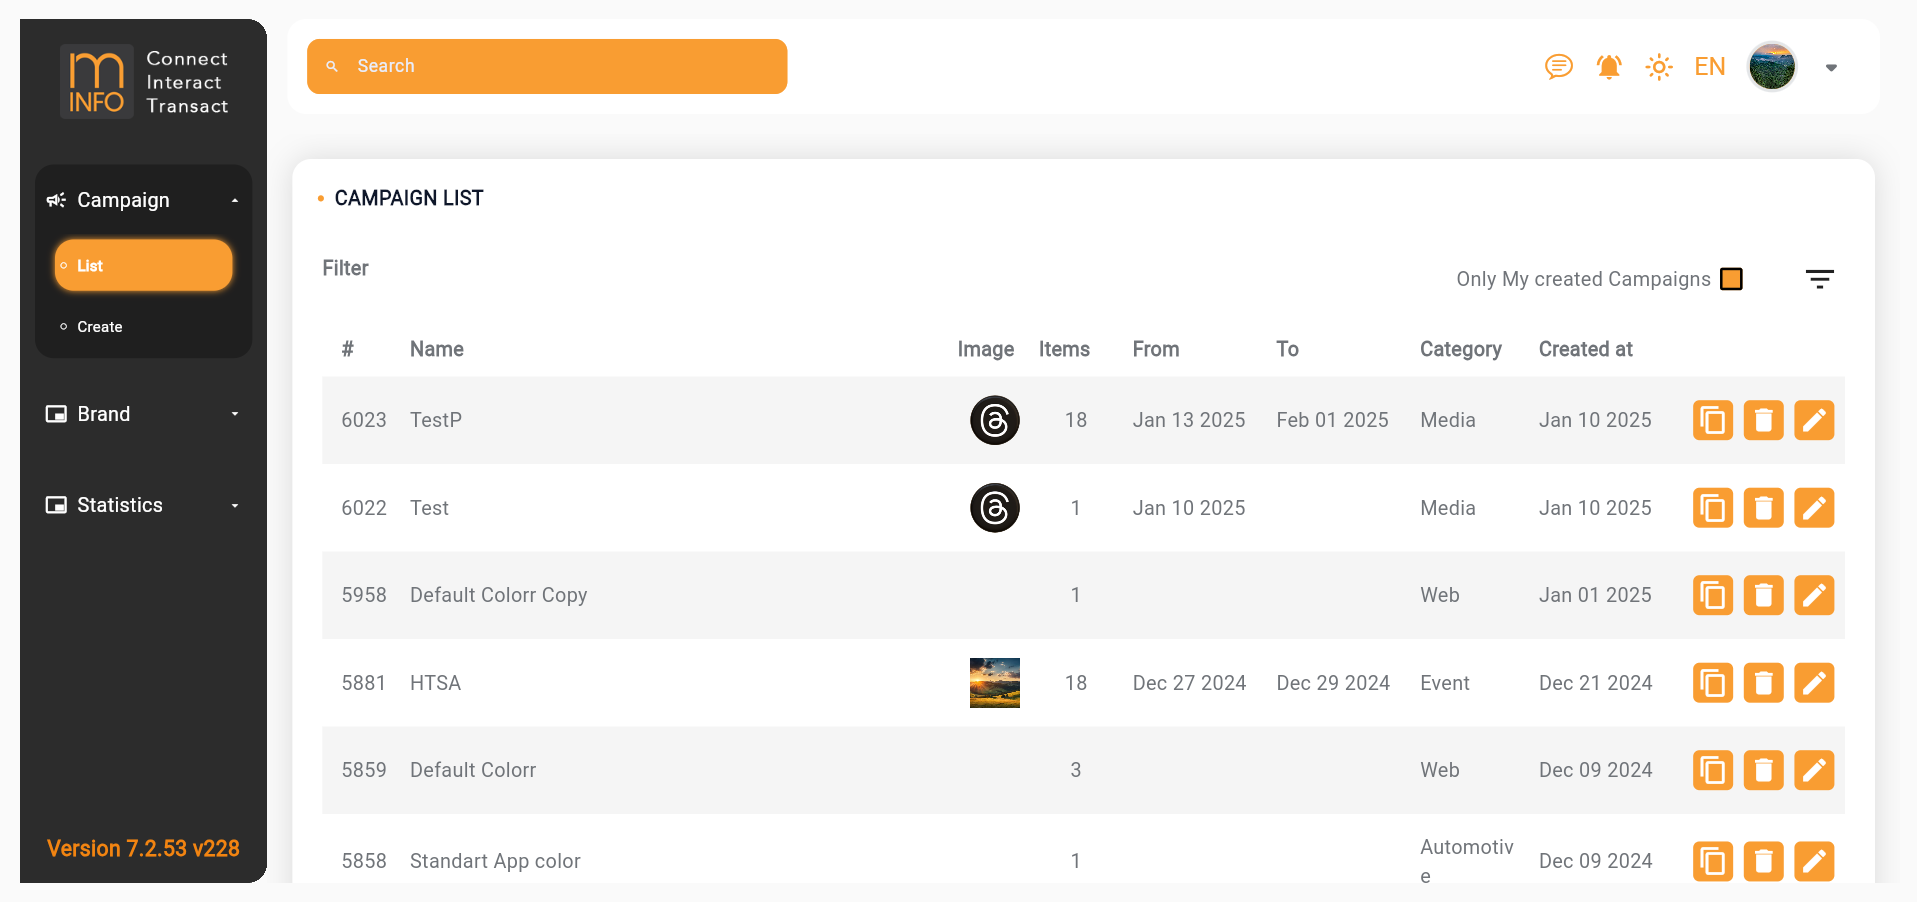 m
INFO
Connect
Interact
Transact
Search
EN
Campaign
List
Create
Brand
Statistics
Version 7.2.53 v228
CAMPAIGN LIST
Filter
Only My created Campaigns
# Name Image Items From To Category Created at
6023 TestP 18 Jan 13 2025 Feb 01 2025 Media Jan 10 2025
6022 Test 1 Jan 10 2025 Media Jan 10 2025
5958 Default Colorr Copy 1 Web Jan 01 2025
5881 HTSA 18 Dec 27 2024 Dec 29 2024 Event Dec 21 2024
5859 Default Colorr 3 Web Dec 09 2024
5858 Standart App color 1 Automotiv
e Dec 09 2024